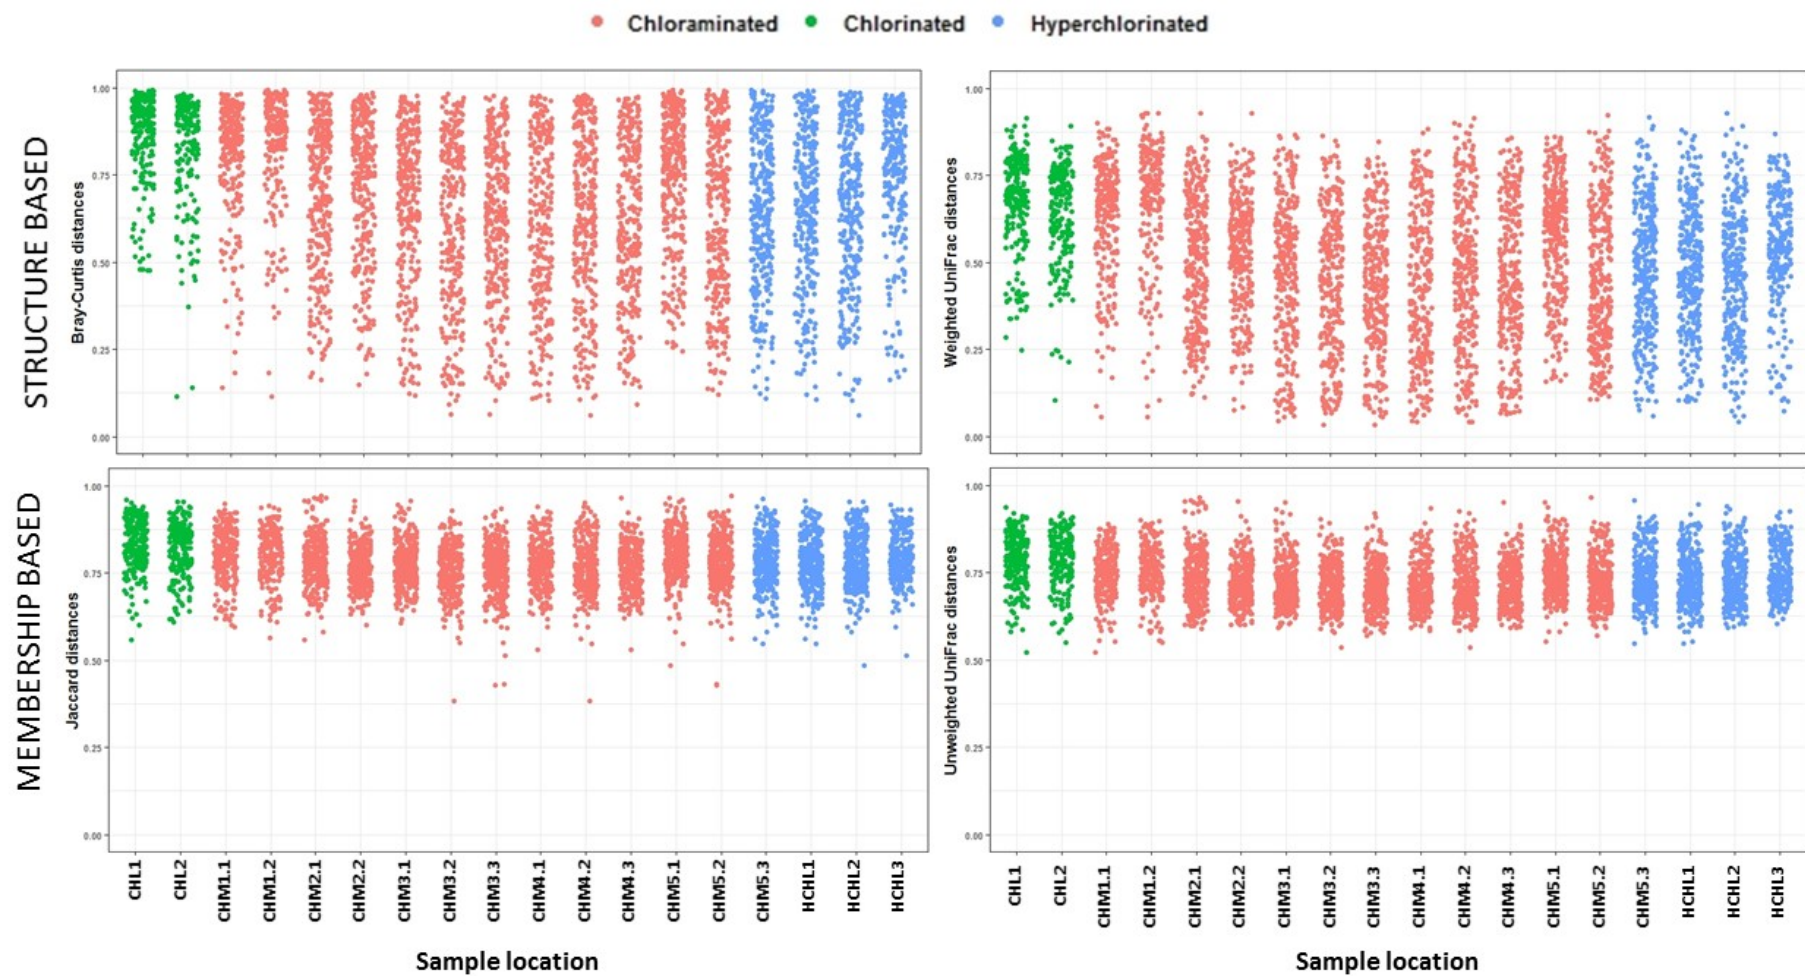 Chloraminated Chlorinated Hyperchlorinated
STRUCTURE BASED
Bray-Curtis distances
1.00
0.75
0.50
0.25
0.00
Weighted UniFrac distances
1.00
0.75
0.50
0.25
0.00
MEMBERSHIP BASED
Jaccard distances
1.00
0.75
0.50
0.25
0.00
Unweighted UniFrac distances
1.00
0.75
0.50
0.25
0.00
CHL1 CHL2 CHM1.1 CHM1.2 CHM2.1 CHM2.2 CHM3.1 CHM3.2 CHM3.3 CHM4.1 CHM4.2 CHM4.3 CHM5.1 CHM5.2 CHM5.3 HCHL1 HCHL2 HCHL3
CHL1 CHL2 CHM1.1 CHM1.2 CHM2.1 CHM2.2 CHM3.1 CHM3.2 CHM3.3 CHM4.1 CHM4.2 CHM4.3 CHM5.1 CHM5.2 CHM5.3 HCHL1 HCHL2 HCHL3
Sample location
Sample location